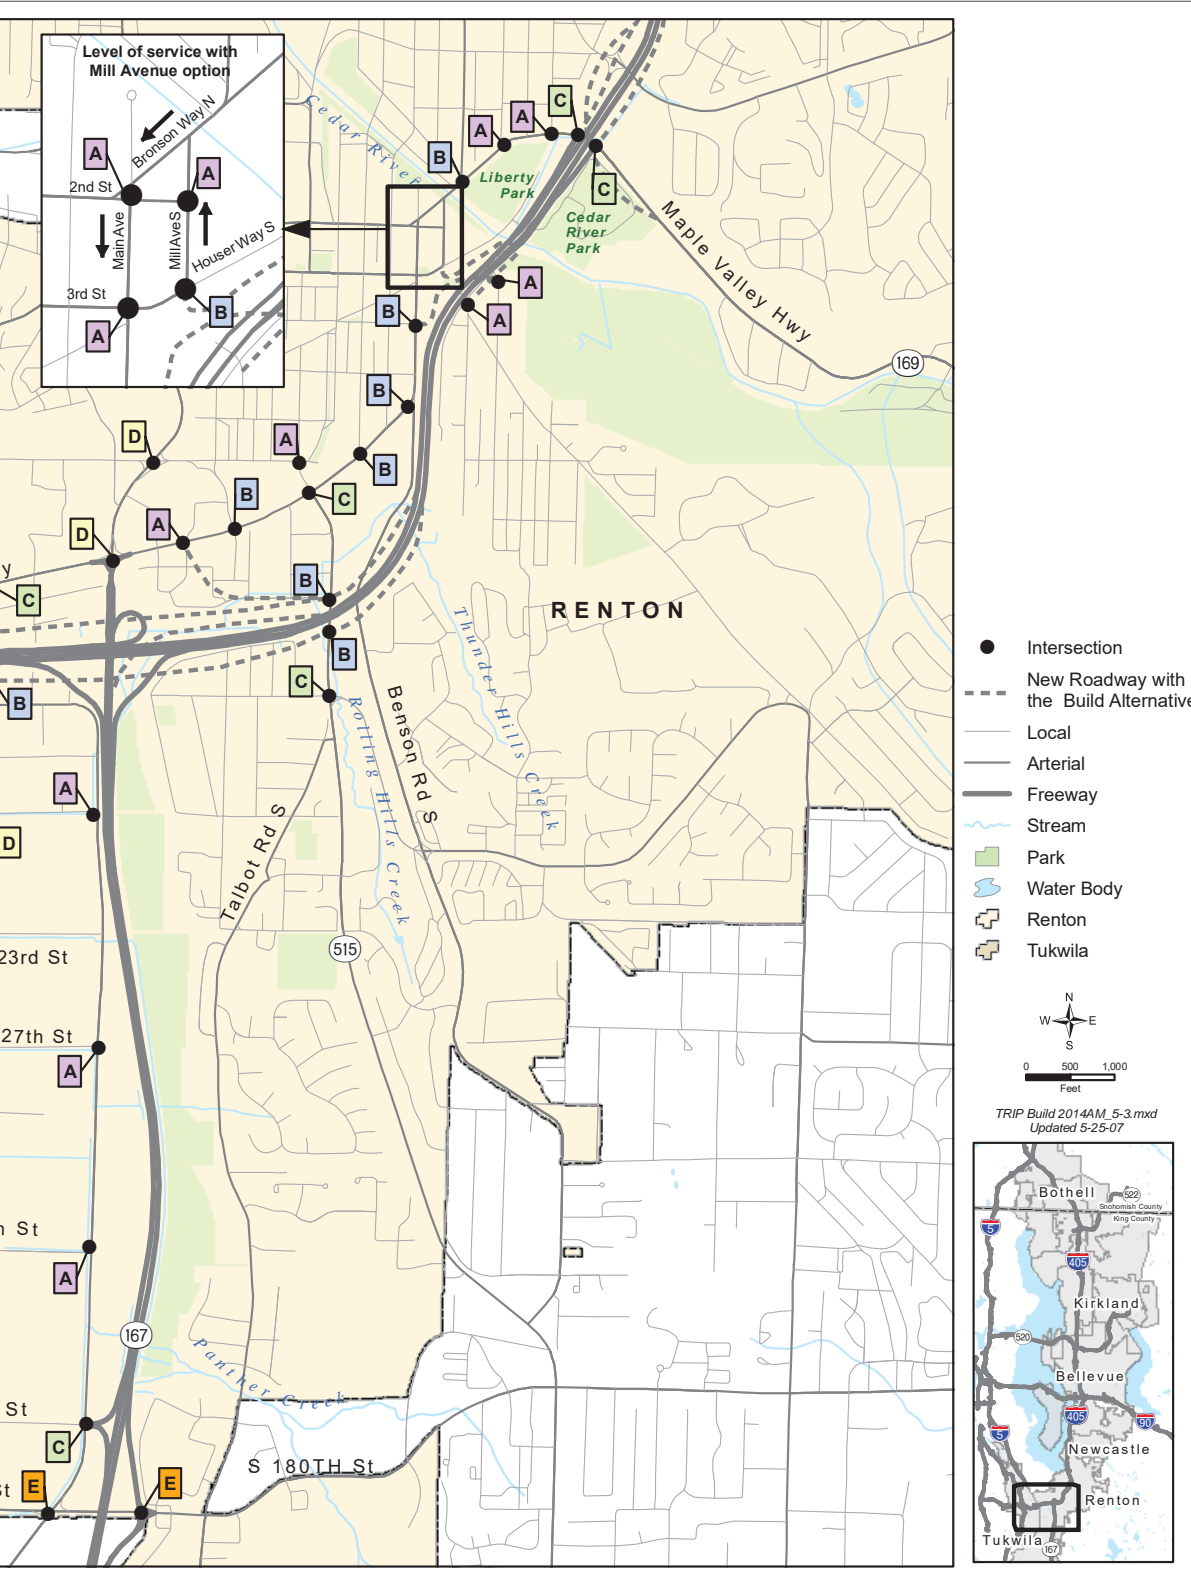 Level of service with
Mill Avenue option
Bronson Way N
A
A
2nd St
Main Ave
Mill Ave S
Houser Way S
3rd St
B
A
Cedar River
C
A
A
B
Liberty
Park
C
Cedar
River
Park
Maple Valley Hwy
A
A
B
169
B
D
A
B
B
C
A
D
y
C
B
RENTON
B
C
B
Thunder Hills Creek
Rolling Hills Creek
Benson Rd S
A
D
Talbot Rd S
515
23rd St
27th St
A
h St
A
167
Panther Creek
St
C
S 180TH St
St
E
E
Intersection
New Roadway with
the Build Alternative
Local
Arterial
Freeway
Stream
Park
Water Body
Renton
Tukwila
N
W E
S
0 500 1,000
Feet
TRIP Build 2014AM_5-3.mxd
Updated 5-25-07
Bothell
522
Snohomish County
King County
5
405
Kirkland
520
Bellevue
405
90
5
Newcastle
Renton
Tukwila
167